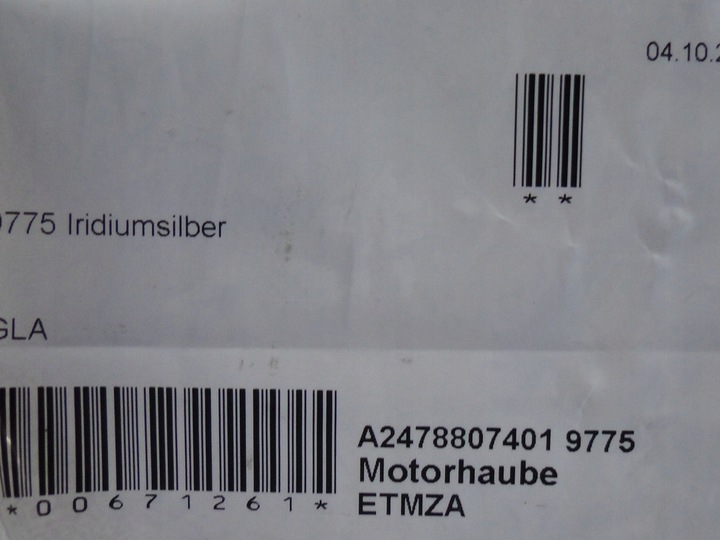 04.10.2
* *
9775 Iridiumsilber
GLA
*00671261*
A2478807401 9775
Motorhaube
ETMZA